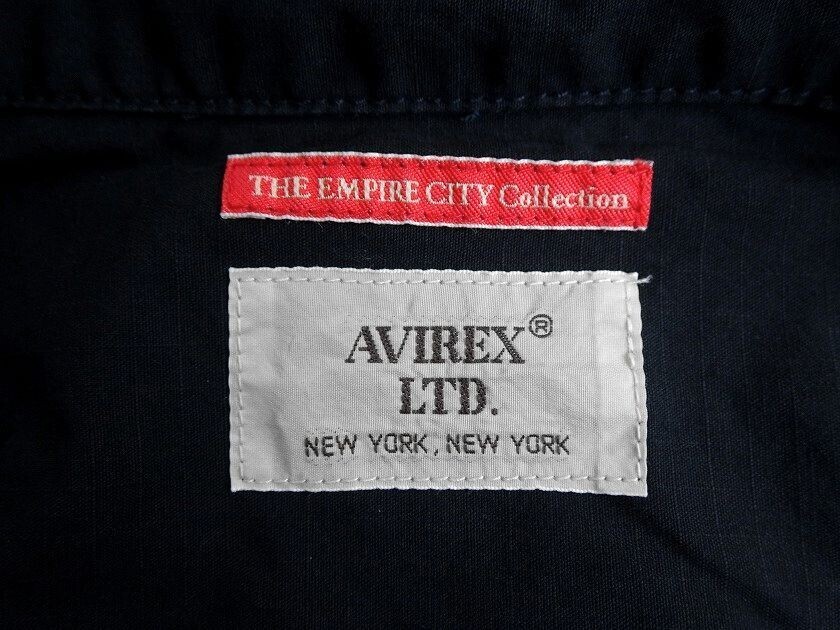 THE EMPIRE CITY Collection
AVIREX®
LTD.
NEW YORK, NEW YORK